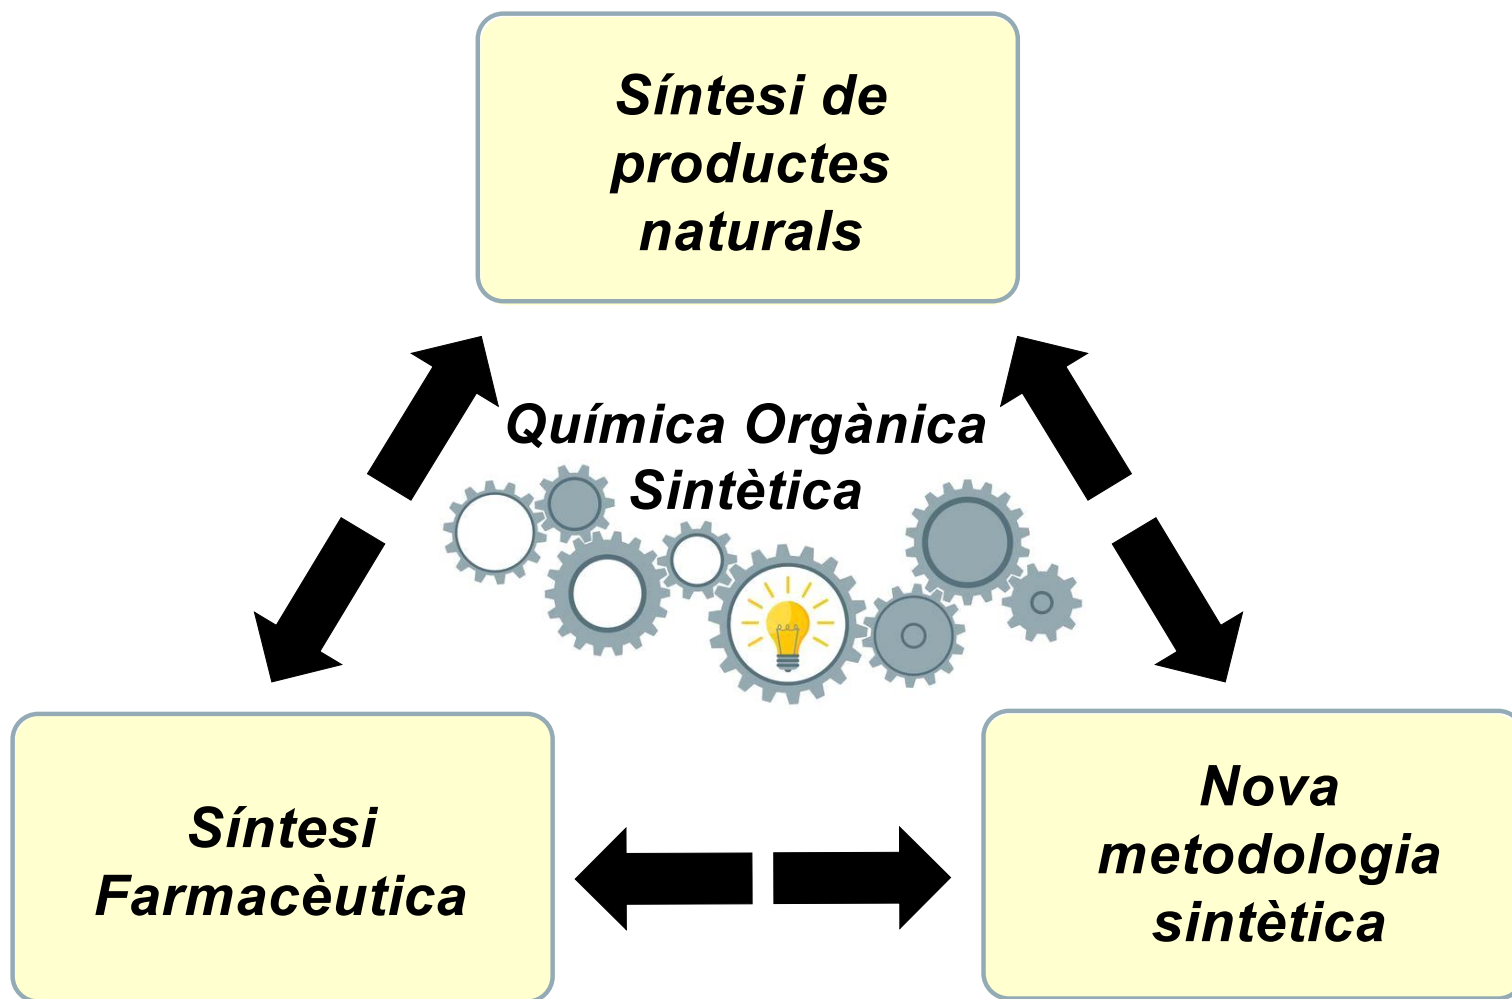 Síntesi de
productes
naturals
Química Orgànica
Sintètica
Síntesi
Farmacèutica
Nova
metodologia
sintètica